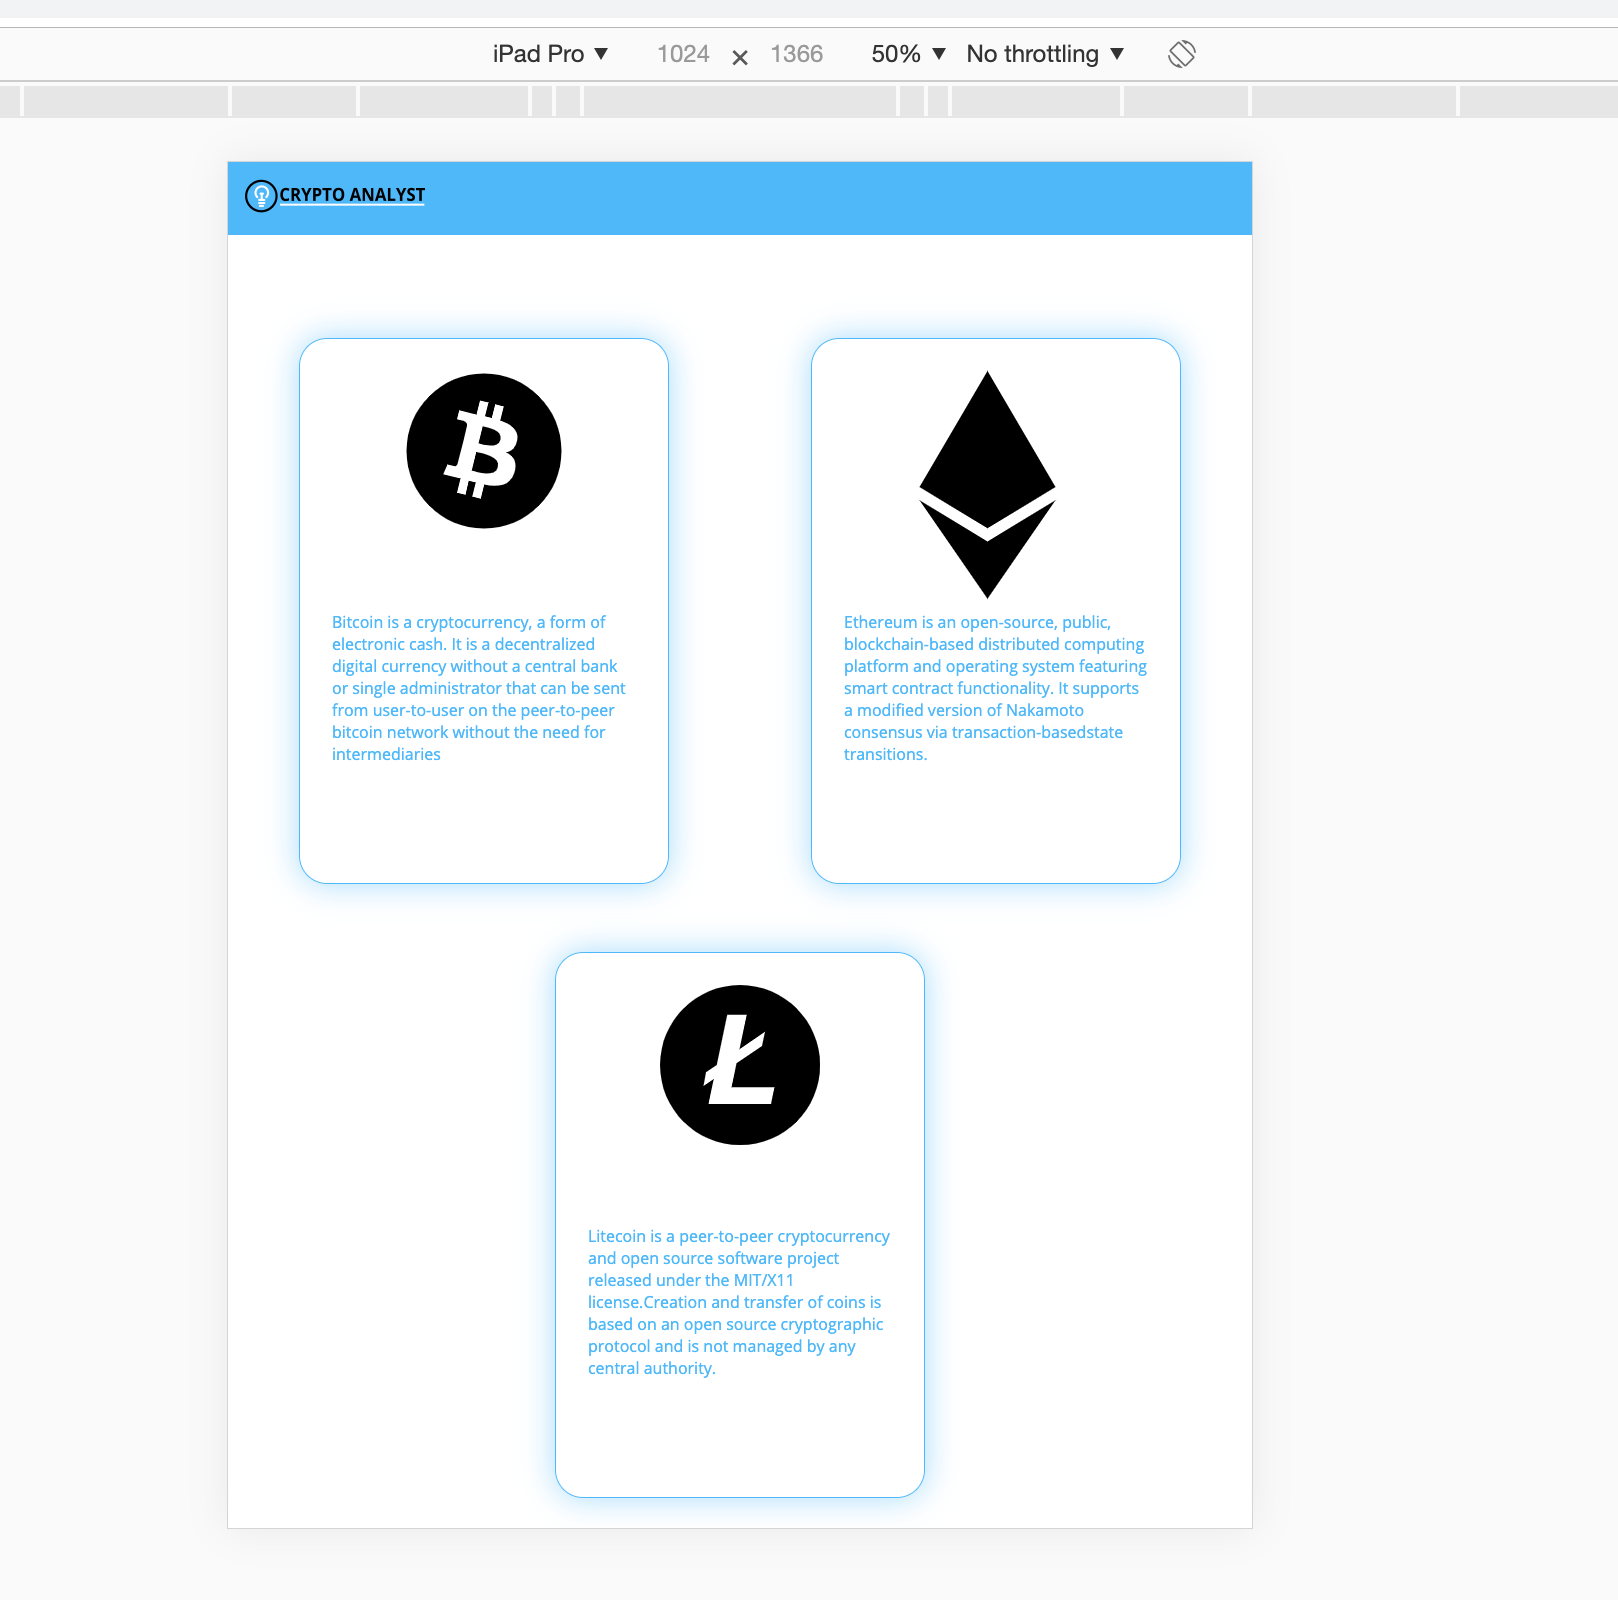 iPad Pro ▼ 1024 × 1366 50% ▼ No throttling ▼
CRYPTO ANALYST
Bitcoin is a cryptocurrency, a form of
electronic cash. It is a decentralized
digital currency without a central bank
or single administrator that can be sent
from user-to-user on the peer-to-peer
bitcoin network without the need for
intermediaries
Ethereum is an open-source, public,
blockchain-based distributed computing
platform and operating system featuring
smart contract functionality. It supports
a modified version of Nakamoto
consensus via transaction-basedstate
transitions.
Litecoin is a peer-to-peer cryptocurrency
and open source software project
released under the MIT/X11
license.Creation and transfer of coins is
based on an open source cryptographic
protocol and is not managed by any
central authority.